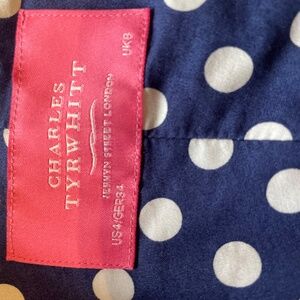 CHARLES
TYRWHITT
JERMYN STREET LONDON
UK8
US4/GER34